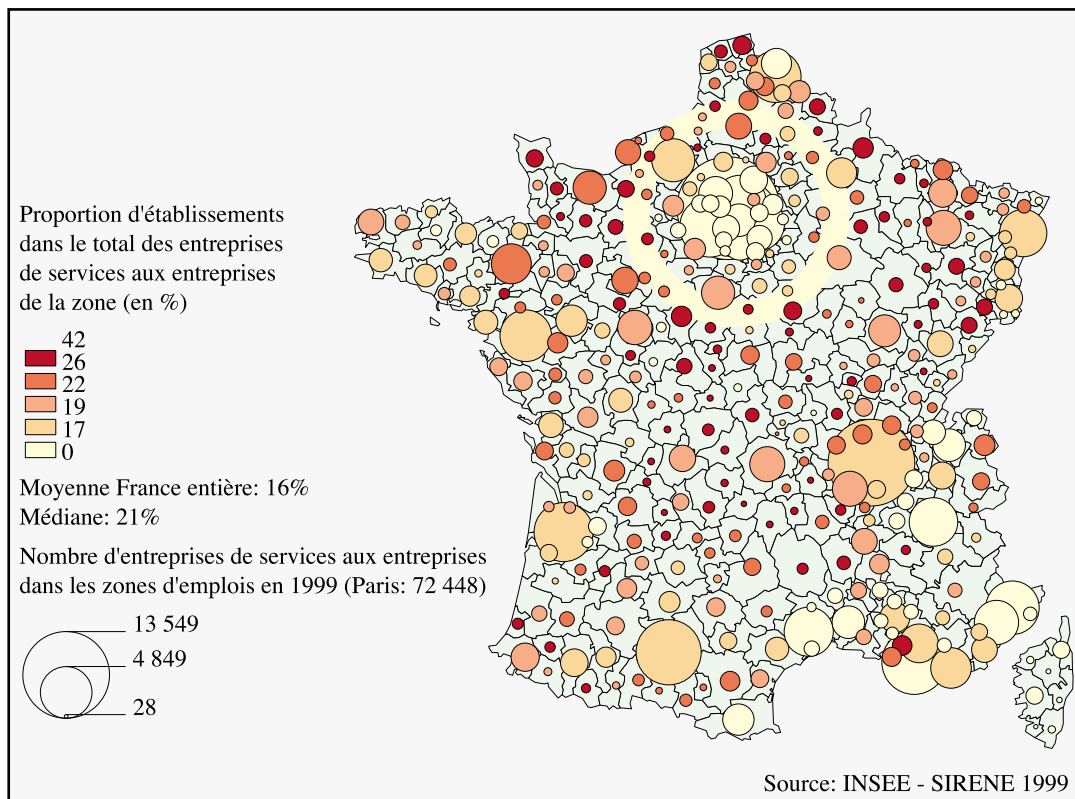 Proportion d'établissements
dans le total des entreprises
de services aux entreprises
de la zone (en %)
42
26
22
19
17
0
Moyenne France entière: 16%
Médiane: 21%
Nombre d'entreprises de services aux entreprises
dans les zones d'emplois en 1999 (Paris: 72 448)
13 549
4 849
28
Source: INSEE - SIRENE 1999